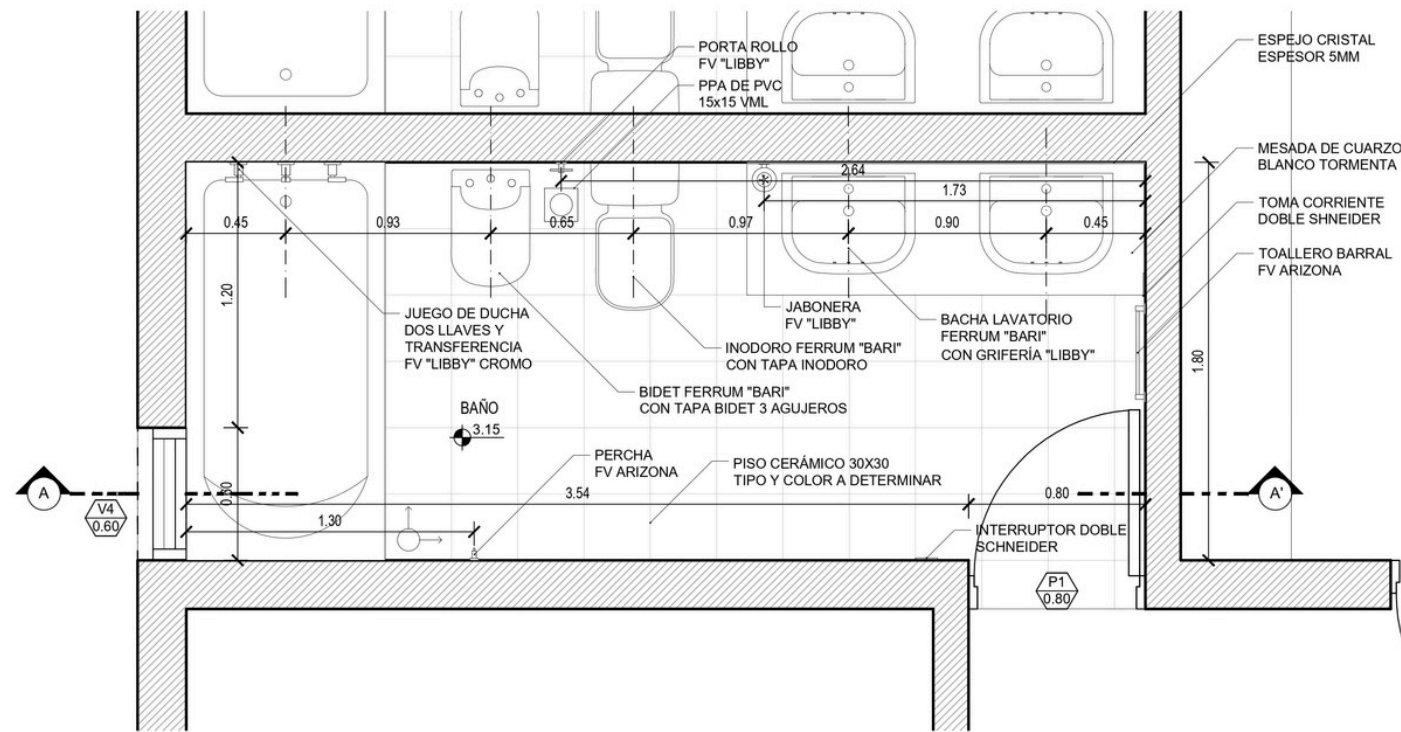 PORTA ROLLO
FV "LIBBY"
PPA DE PVC
15x15 VML
ESPEJO CRISTAL
ESPESOR 5MM
MESADA DE CUARZO
BLANCO TORMENTA
TOMA CORRIENTE
DOBLE SHNEIDER
TOALLERO BARRAL
FV ARIZONA
2.64
1.73
0.45
0.93
0.65
0.97
0.90
0.45
1.20
1.80
JUEGO DE DUCHA
DOS LLAVES Y
TRANSFERENCIA
FV "LIBBY" CROMO
JABONERA
FV "LIBBY"
BACHA LAVATORIO
FERRUM "BARI"
CON GRIFERÍA "LIBBY"
INODORO FERRUM "BARI"
CON TAPA INODORO
BIDET FERRUM "BARI"
CON TAPA BIDET 3 AGUJEROS
BAÑO
3.15
PERCHA
FV ARIZONA
PISO CERÁMICO 30X30
TIPO Y COLOR A DETERMINAR
A
V4
0.60
0.60
3.54
0.80
A'
1.30
INTERRUPTOR DOBLE
SCHNEIDER
P1
0.80